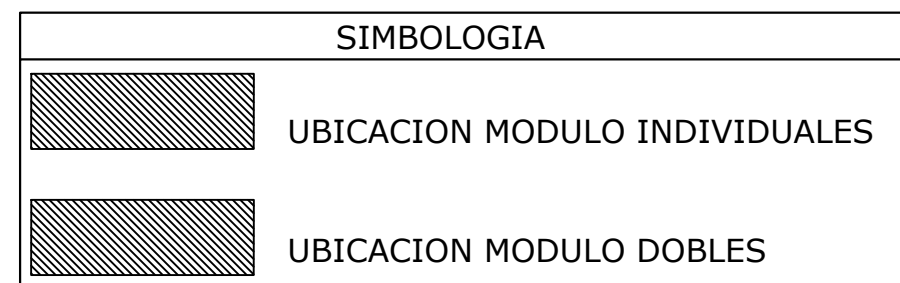 SIMBOLOGIA
UBICACION MODULO INDIVIDUALES
UBICACION MODULO DOBLES